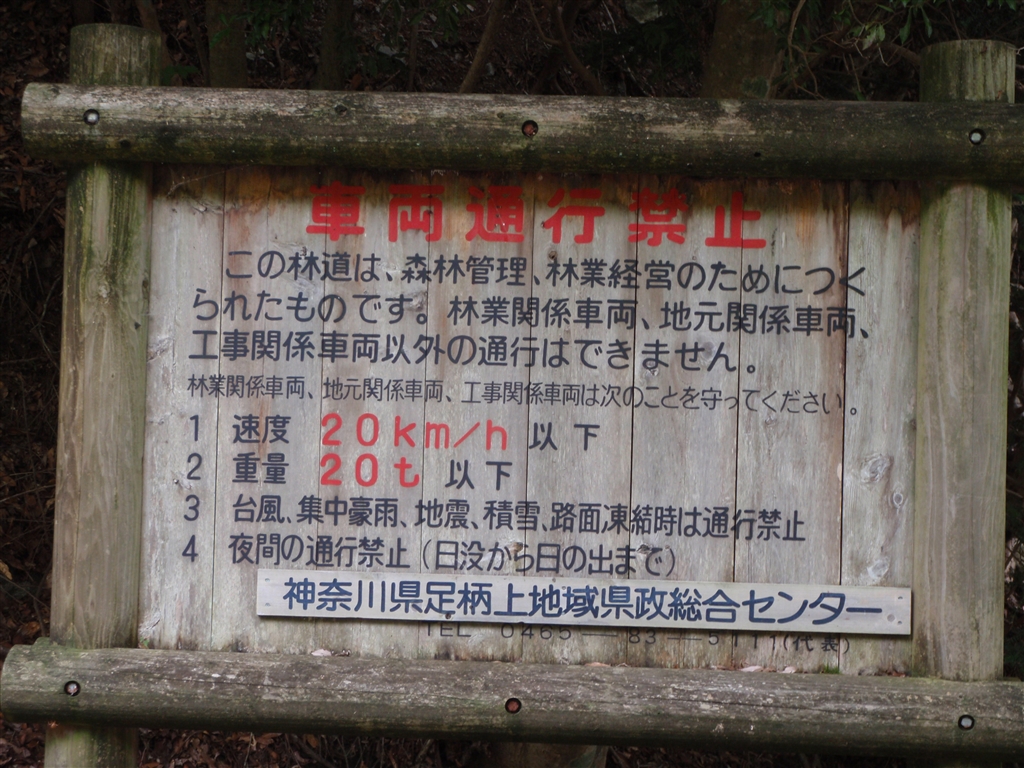 車両通行禁止
この林道は、森林管理、林業経営のためにつく
られたものです。林業関係車両、地元関係車両、
工事関係車両以外の通行はできません。
林業関係車両、地元関係車両、工事関係車両は次のことを守ってください。
1 速度 20km/h 以下
2 重量 20t 以下
3 台風、集中豪雨、地震、積雪、路面凍結時は通行禁止
4 夜間の通行禁止(日没から日の出まで)
神奈川県足柄上地域県政総合センター
TEL 0465―83―5111(代表)